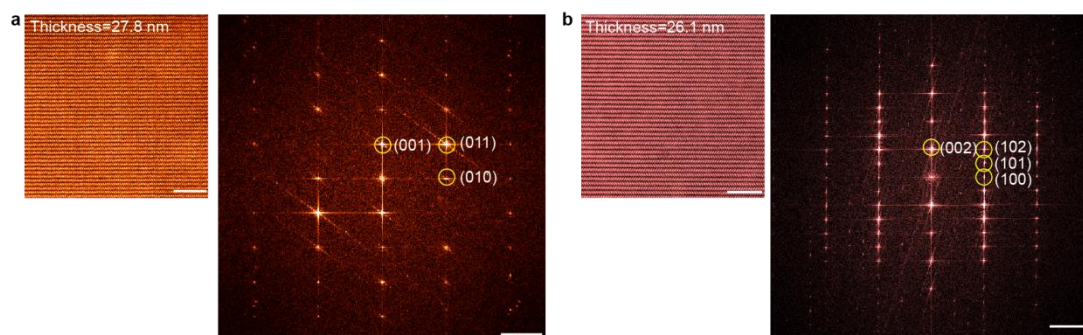 a
Thickness=27.8 nm
(001)
(011)
(010)
b
Thickness=26.1 nm
(002)
(102)
(101)
(100)